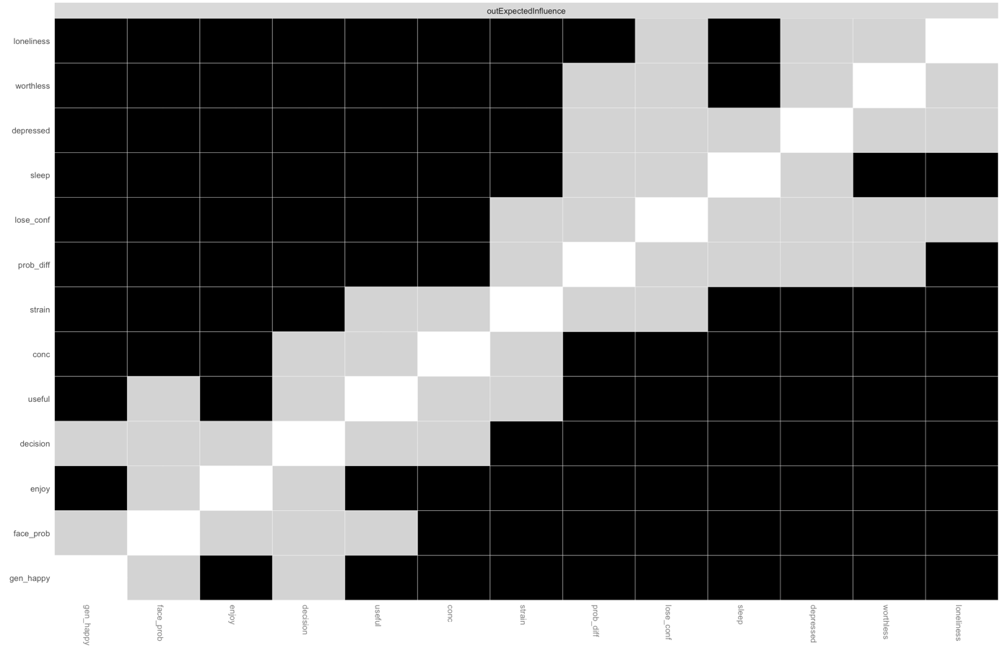 outExpectedInfluence
loneliness
worthless
depressed
sleep
lose_conf
prob_diff
strain
conc
useful
decision
enjoy
face_prob
gen_happy
gen_happy
face_prob
enjoy
decision
useful
conc
strain
prob_diff
lose_conf
sleep
depressed
worthless
loneliness